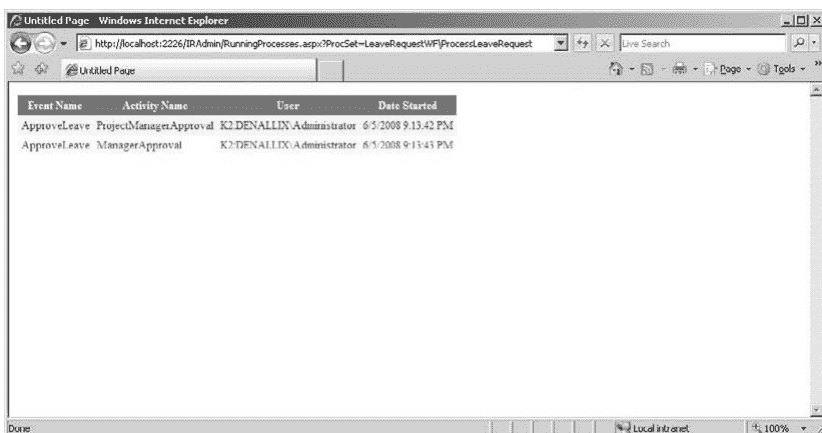 Untitled Page Windows Internet Explorer
http://localhost:2226/IRAdmin/RunningProcesses.aspx?ProcSet=LeaveRequestWF\ProcessLeaveRequest
Live Search
Untitled Page
Page
Tools
Event Name Activity Name User Date Started
ApproveLeave ProjectManagerApproval K2:DENALLIX\Administrator 6/5/2008 9:13:42 PM
ApproveLeave ManagerApproval K2:DENALLIX\Administrator 6/5/2008 9:13:43 PM
Done
Local intranet
100%